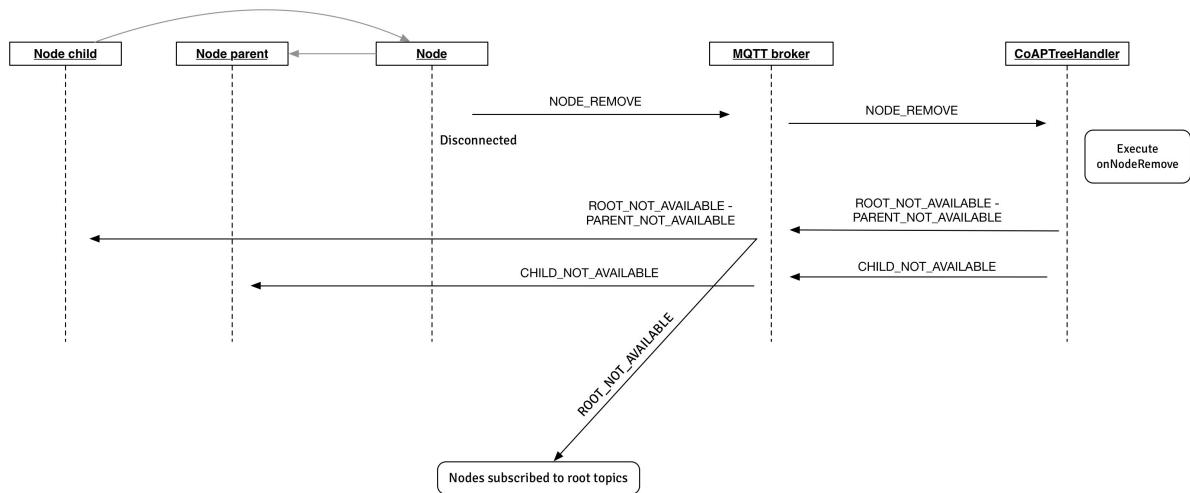 Node child
Node parent
Node
MQTT broker
CoAPTreeHandler
NODE_REMOVE
NODE_REMOVE
Disconnected
Execute
onNodeRemove
ROOT_NOT_AVAILABLE -
PARENT_NOT_AVAILABLE
ROOT_NOT_AVAILABLE -
PARENT_NOT_AVAILABLE
CHILD_NOT_AVAILABLE
CHILD_NOT_AVAILABLE
ROOT_NOT_AVAILABLE
Nodes subscribed to root topics